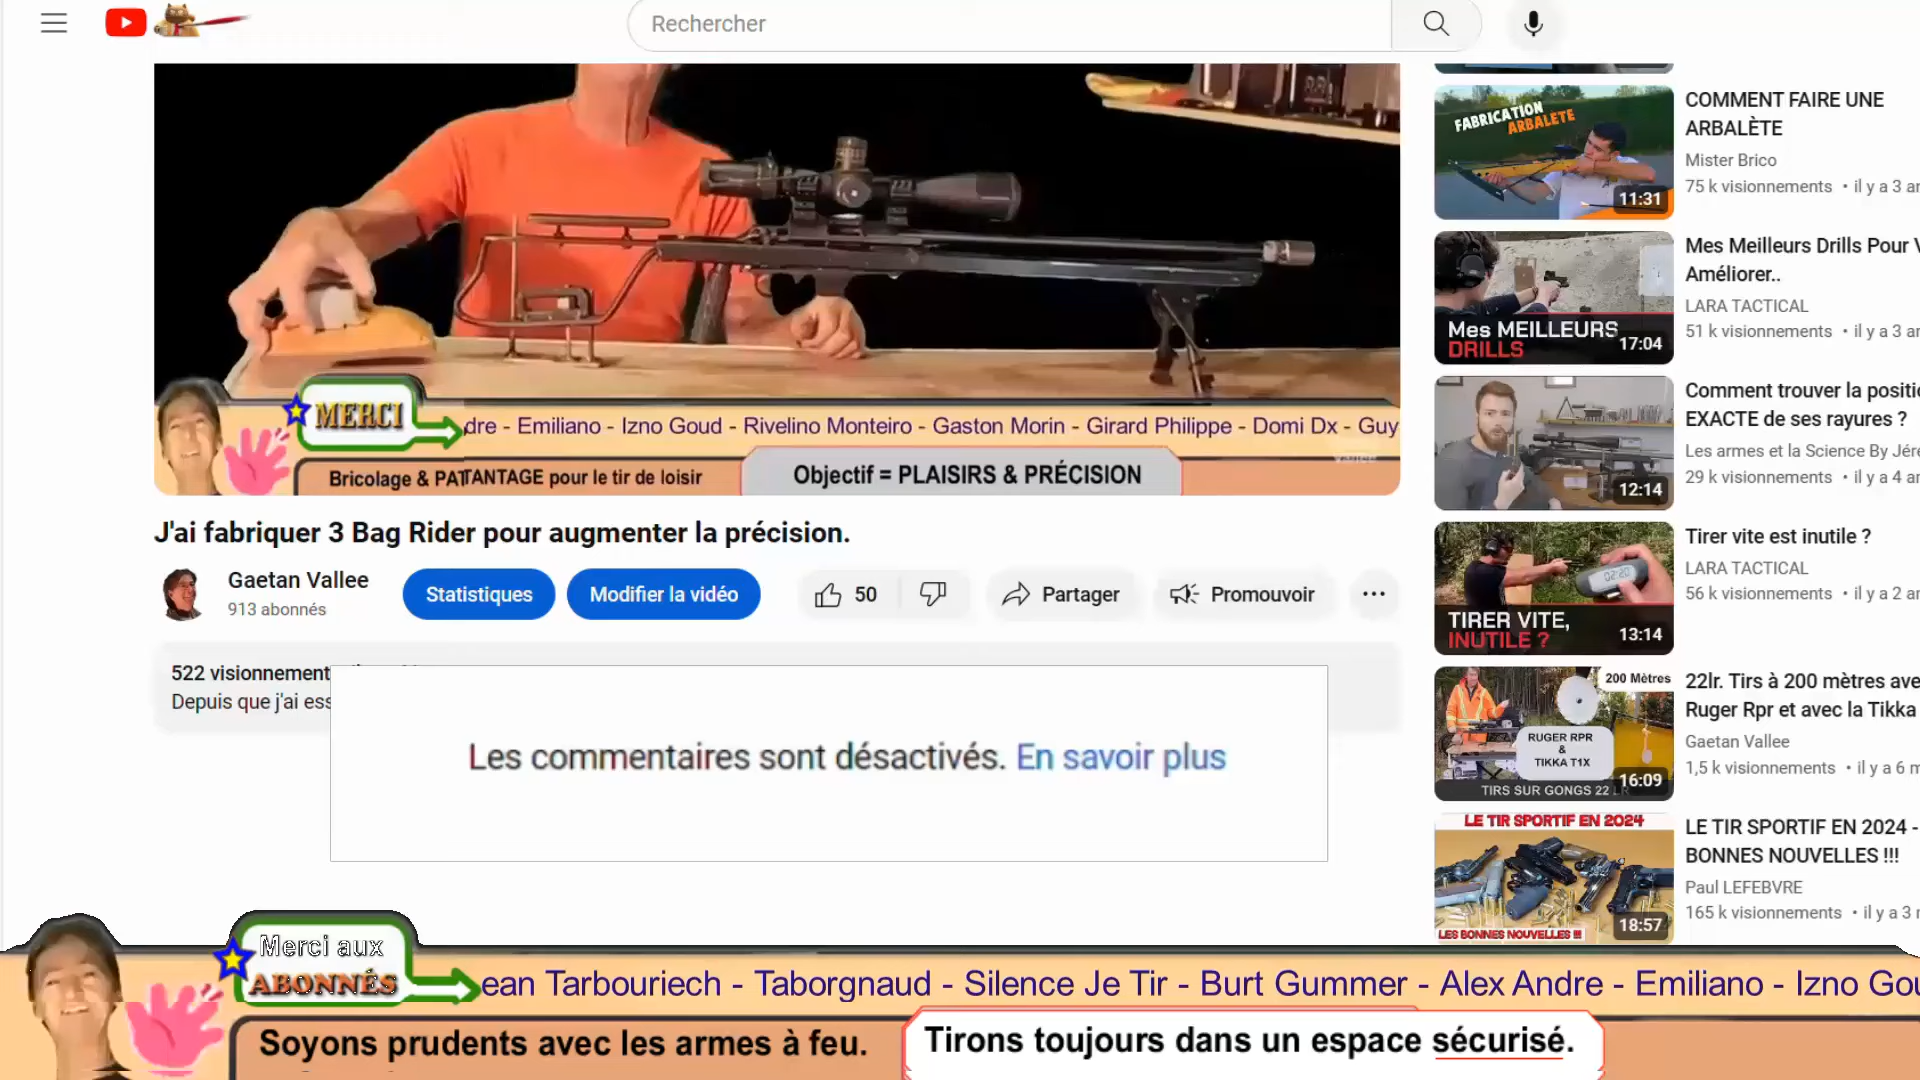 Rechercher
MERCI
dre - Emiliano - Izno Goud - Rivelino Monteiro - Gaston Morin - Girard Philippe - Domi Dx - Guy
Bricolage & PATTANTAGE pour le tir de loisir
Objectif = PLAISIRS & PRÉCISION
J'ai fabriquer 3 Bag Rider pour augmenter la précision.
Gaetan Vallee
913 abonnés
Statistiques
Modifier la vidéo
50
Partager
Promouvoir
522 visionnement
Depuis que j'ai ess
Les commentaires sont désactivés. En savoir plus
FABRICATION
ARBALETE
11:31
COMMENT FAIRE UNE
ARBALÈTE
Mister Brico
75 k visionnements • il y a 3 an
Mes MEILLEURS
DRILLS
17:04
Mes Meilleurs Drills Pour V
Améliorer..
LARA TACTICAL
51 k visionnements • il y a 3 an
12:14
Comment trouver la positio
EXACTE de ses rayures ?
Les armes et la Science By Jére
29 k visionnements • il y a 4 an
TIRER VITE,
INUTILE ?
13:14
Tirer vite est inutile ?
LARA TACTICAL
56 k visionnements • il y a 2 an
200 Mètres
RUGER RPR
&
TIKKA T1X
16:09
TIRS SUR GONGS 22 LR
22lr. Tirs à 200 mètres ave
Ruger Rpr et avec la Tikka
Gaetan Vallee
1,5 k visionnements • il y a 6 m
LE TIR SPORTIF EN 2024
LES BONNES NOUVELLES !!!
18:57
LE TIR SPORTIF EN 2024 -
BONNES NOUVELLES !!!
Paul LEFEBVRE
165 k visionnements • il y a 3 m
Merci aux
ABONNÉS
ean Tarbouriech - Taborgnaud - Silence Je Tir - Burt Gummer - Alex Andre - Emiliano - Izno Gou
Soyons prudents avec les armes à feu.
Tirons toujours dans un espace sécurisé.